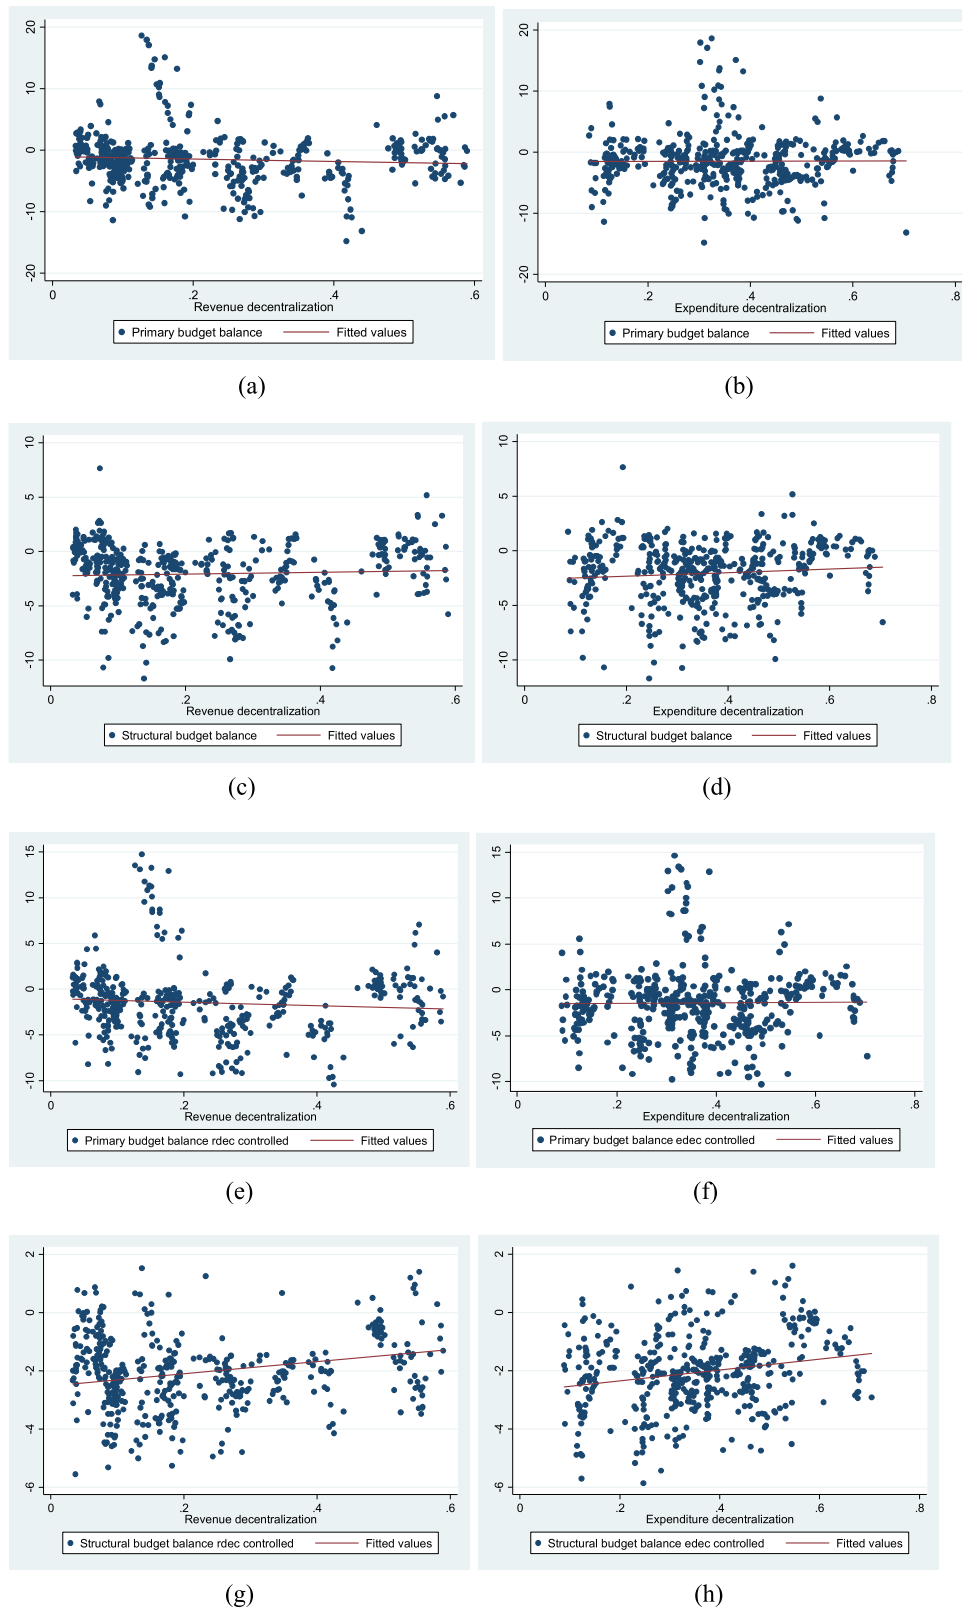 20
10
0
-10
-20
0 .2 .4 .6
Revenue decentralization
Primary budget balance Fitted values
(a)
20
10
0
-10
-20
0 .2 .4 .6 .8
Expenditure decentralization
Primary budget balance Fitted values
(b)
10
5
0
-5
-10
0 .2 .4 .6
Revenue decentralization
Structural budget balance Fitted values
(c)
10
5
0
-5
-10
0 .2 .4 .6 .8
Expenditure decentralization
Structural budget balance Fitted values
(d)
15
10
5
0
-5
-10
0 .2 .4 .6
Revenue decentralization
Primary budget balance rdec controlled Fitted values
(e)
15
10
5
0
-5
-10
0 .2 .4 .6 .8
Expenditure decentralization
Primary budget balance edec controlled Fitted values
(f)
2
0
-2
-4
-6
0 .2 .4 .6
Revenue decentralization
Structural budget balance rdec controlled Fitted values
(g)
2
0
-2
-4
-6
0 .2 .4 .6 .8
Expenditure decentralization
Structural budget balance edec controlled Fitted values
(h)